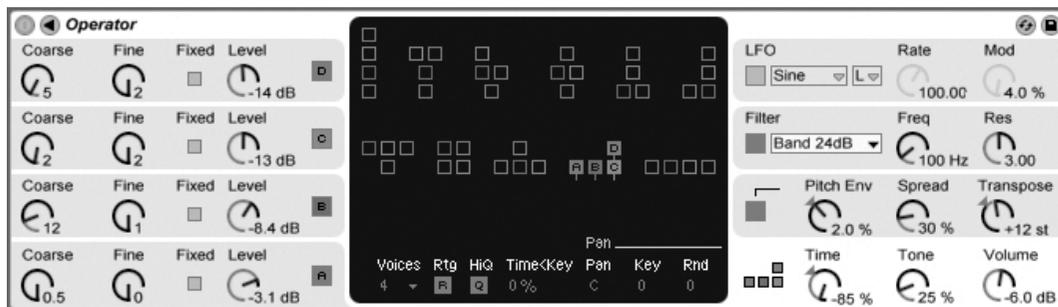 Operator
Coarse Fine Fixed Level
5 2 -14 dB D
Coarse Fine Fixed Level
2 2 -13 dB C
Coarse Fine Fixed Level
12 1 -8.4 dB B
Coarse Fine Fixed Level
0.5 0 -3.1 dB A
D
A B C
Pan
Voices Rtg HiQ Time<Key Pan Key Rnd
4 R Q 0 % C 0 0
LFO Rate Mod
Sine L 100.00 4.0 %
Filter Freq Res
Band 24dB 100 Hz 3.00
Pitch Env Spread Transpose
2.0 % 30 % +12 st
Time Tone Volume
-85 % 25 % -6.0 dB